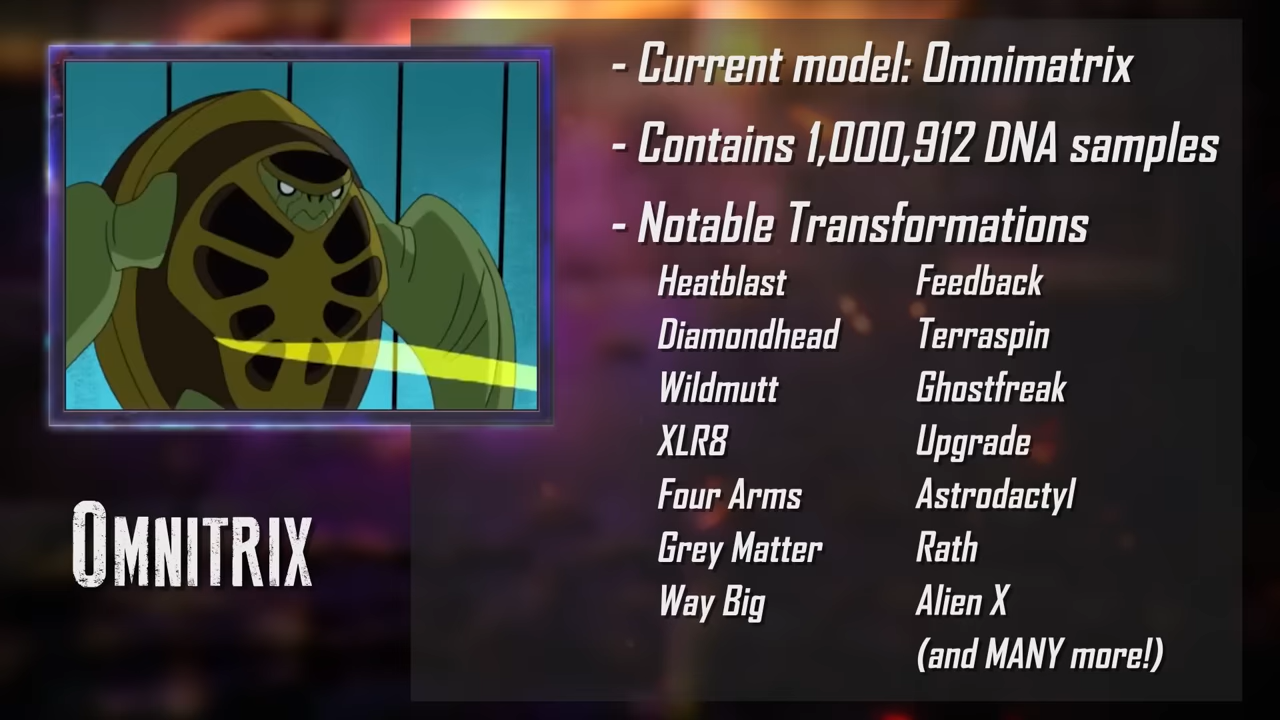 - Current model: Omnimatrix
- Contains 1,000,912 DNA samples
- Notable Transformations
Heatblast
Diamondhead
Wildmutt
XLR8
Four Arms
Grey Matter
Way Big
Feedback
Terraspin
Ghostfreak
Upgrade
Astrodactyl
Rath
Alien X
(and MANY more!)
Omnitrix